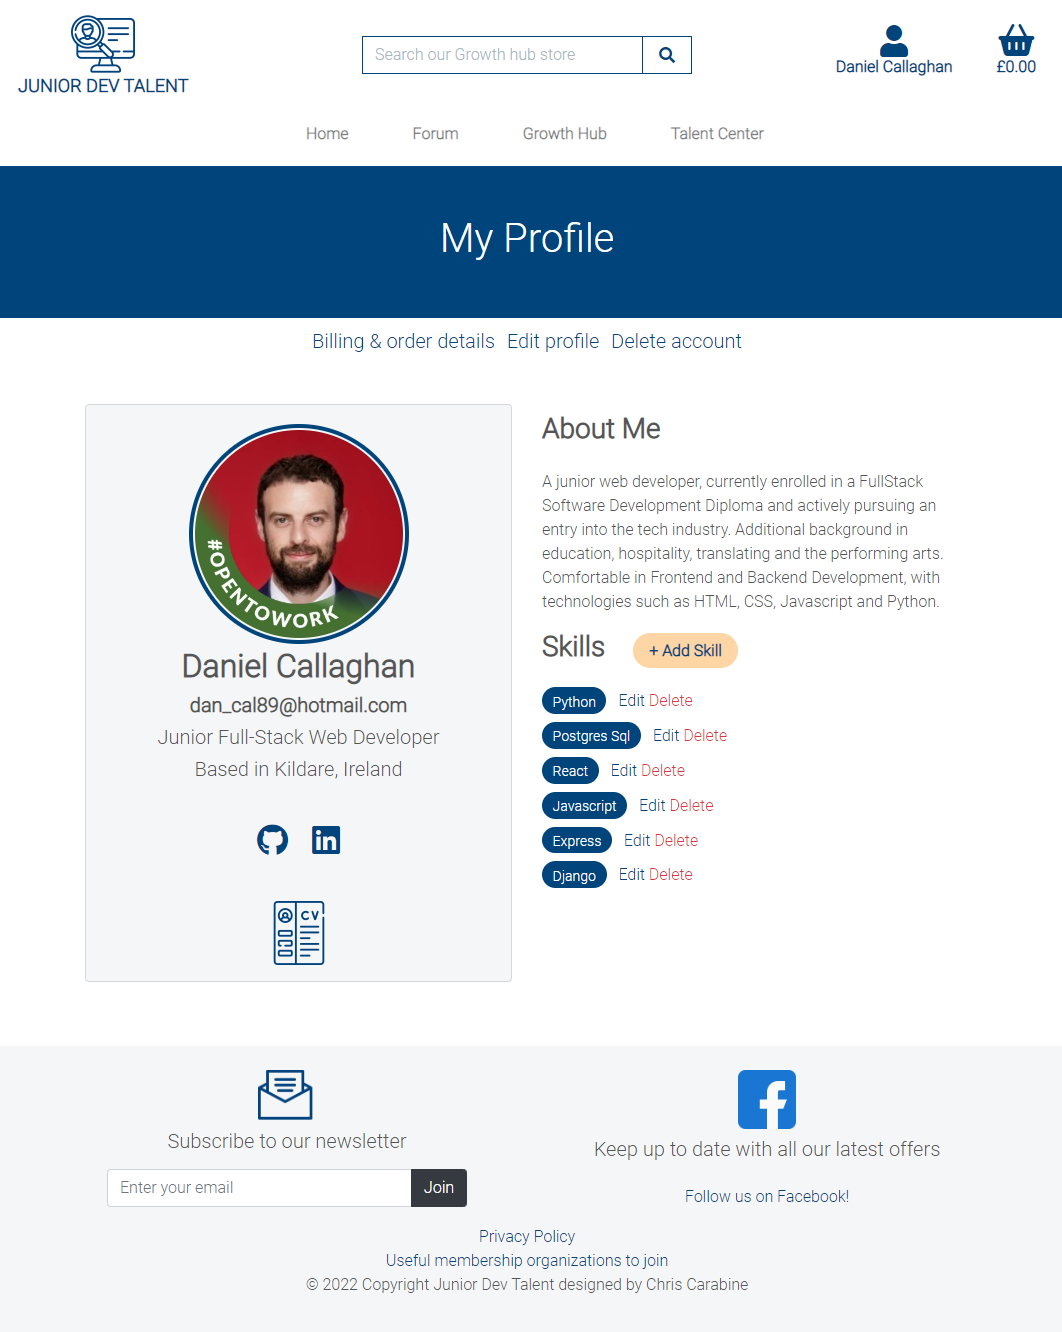 JUNIOR DEV TALENT
Search our Growth hub store
Daniel Callaghan
£0.00
Home Forum Growth Hub Talent Center
My Profile
Billing & order details Edit profile Delete account
#OPENTOWORK
Daniel Callaghan
dan_cal89@hotmail.com
Junior Full-Stack Web Developer
Based in Kildare, Ireland
CV
About Me
A junior web developer, currently enrolled in a FullStack
Software Development Diploma and actively pursuing an
entry into the tech industry. Additional background in
education, hospitality, translating and the performing arts.
Comfortable in Frontend and Backend Development, with
technologies such as HTML, CSS, Javascript and Python.
Skills + Add Skill
Python Edit Delete
Postgres Sql Edit Delete
React Edit Delete
Javascript Edit Delete
Express Edit Delete
Django Edit Delete
Subscribe to our newsletter
Enter your email Join
Keep up to date with all our latest offers
Follow us on Facebook!
Privacy Policy
Useful membership organizations to join
© 2022 Copyright Junior Dev Talent designed by Chris Carabine